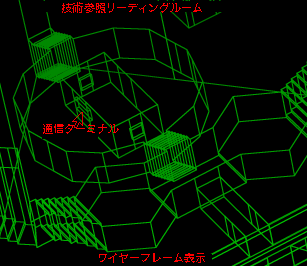 技術参照リーディングルーム
通信ターミナル
ワイヤーフレーム表示